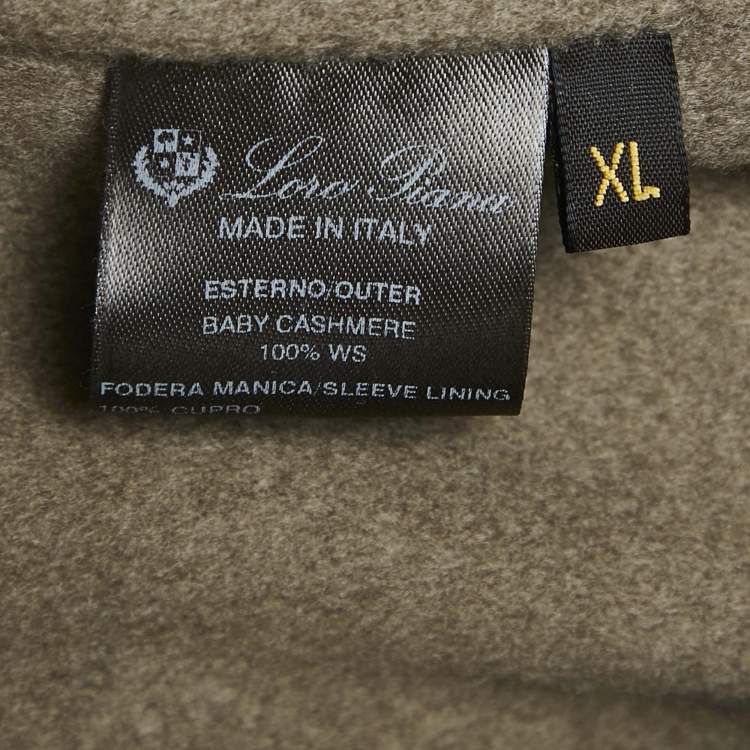 Loro Piana
MADE IN ITALY
ESTERNO/OUTER
BABY CASHMERE
100% WS
FODERA MANICA/SLEEVE LINING
100% CUPRO
XL